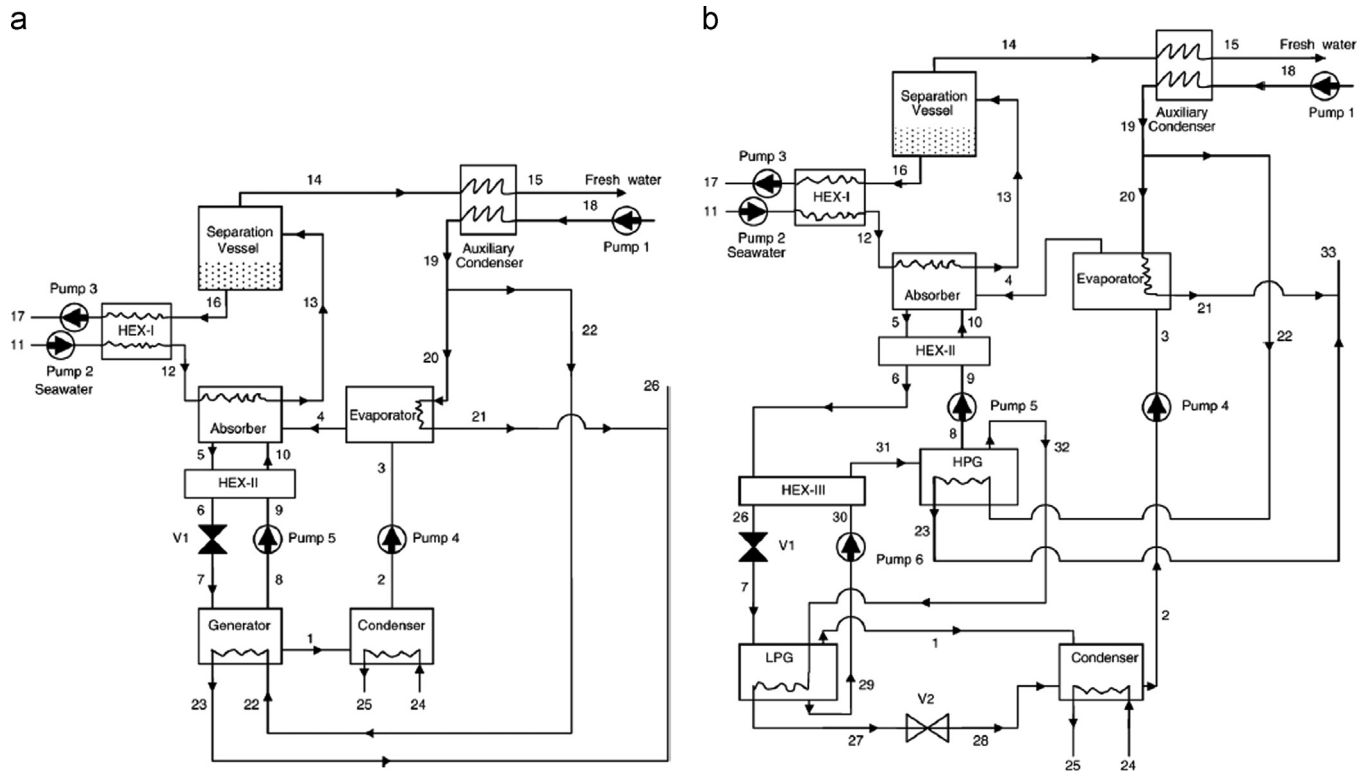 a
14
15
Fresh water
18
Pump 1
Auxiliary
Condenser
Separation
Vessel
19
13
16
Pump 3
17
HEX-I
11
Pump 2
Seawater
12
20
22
26
Absorber
4
Evaporator
21
5
10
HEX-II
3
6
9
V1
Pump 5
Pump 4
7
8
2
Generator
1
Condenser
23
22
25
24
b
14
15
Fresh water
18
Pump 1
Auxiliary
Condenser
Separation
Vessel
19
Pump 3
16
17
HEX-I
13
20
11
Pump 2
Seawater
12
4
33
Evaporator
Absorber
21
5
10
3
22
HEX-II
6
9
Pump 5
Pump 4
8
31
HPG
32
HEX-III
26
30
23
V1
Pump 6
7
2
1
LPG
Condenser
29
V2
27
28
25
24